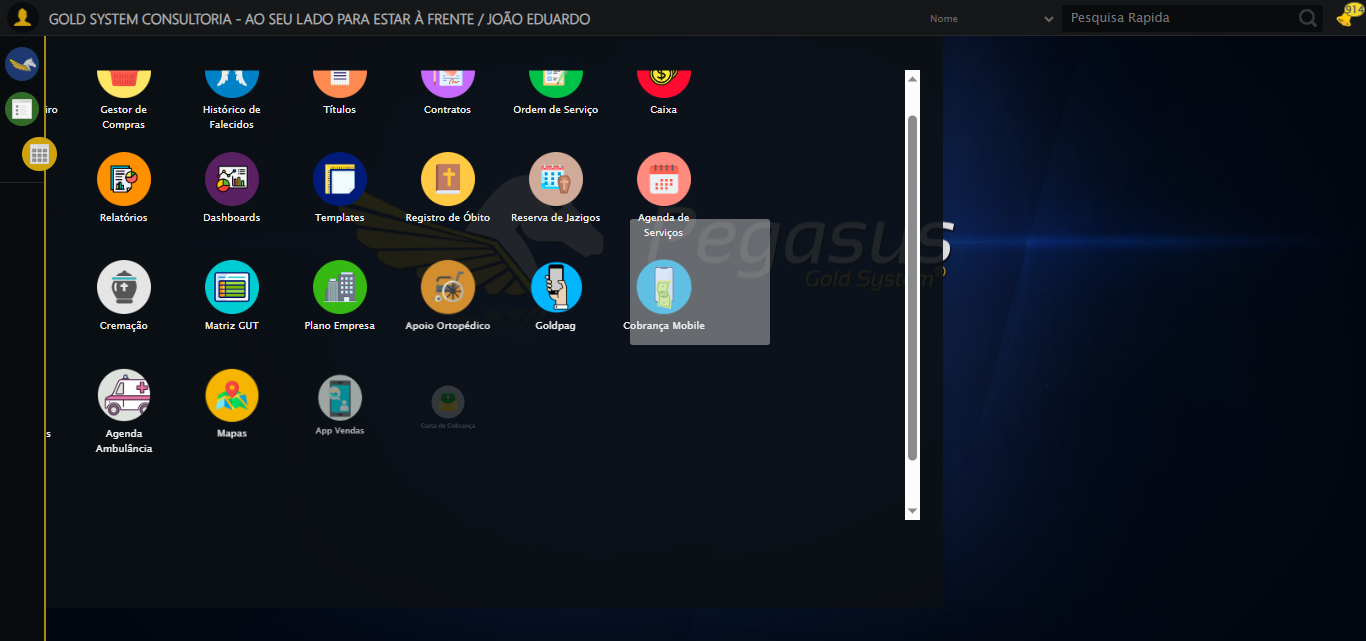 GOLD SYSTEM CONSULTORIA - AO SEU LADO PARA ESTAR À FRENTE / JOÃO EDUARDO
Nome
Pesquisa Rapida
914
iro
Gestor de
Compras
Histórico de
Falecidos
Títulos
Contratos
Ordem de Serviço
Caixa
Relatórios
Dashboards
Templates
Registro de Óbito
Reserva de Jazigos
Agenda de
Serviços
Pegasus
Gold System®
Cremação
Matriz GUT
Plano Empresa
Apoio Ortopédico
Goldpag
Cobrança Mobile
s
Agenda
Ambulância
Mapas
App Vendas
Carta de Cobrança